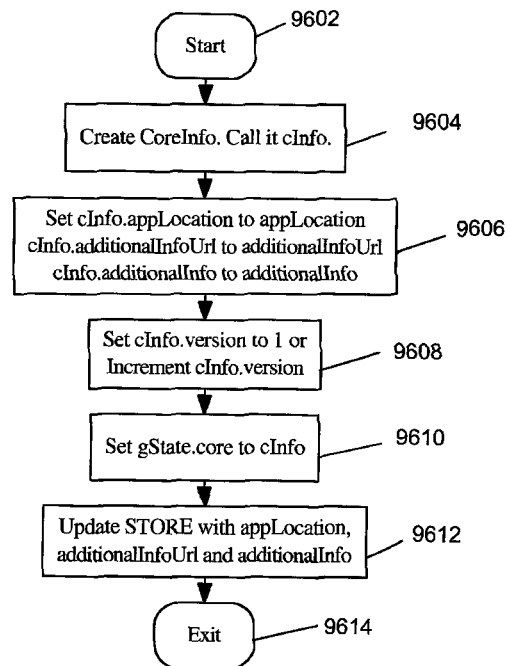 Start
9602
Create CoreInfo. Call it cInfo.
9604
Set cInfo.appLocation to appLocation
cInfo.additionalInfoUrl to additionalInfoUrl
cInfo.additionalInfo to additionalInfo
9606
Set cInfo.version to 1 or
Increment cInfo.version
9608
Set gState.core to cInfo
9610
Update STORE with appLocation,
additionalInfoUrl and additionalInfo
9612
Exit
9614